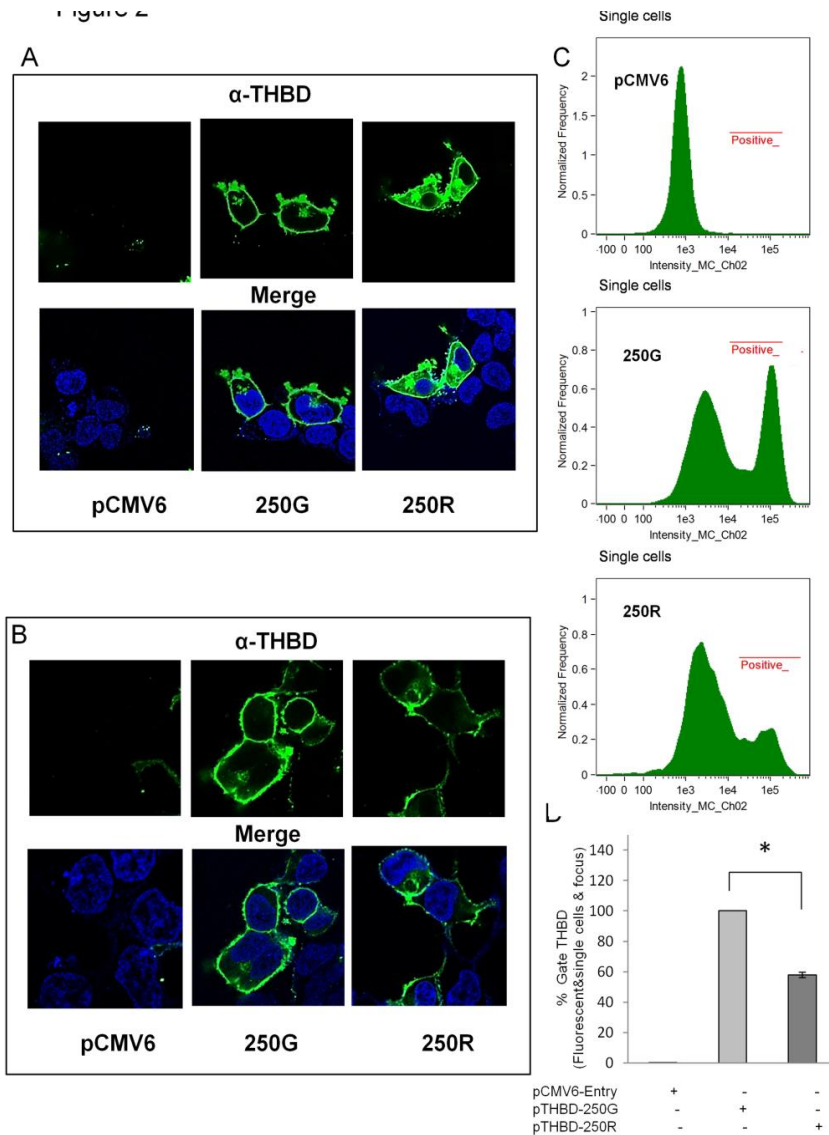 Figure 2
A
α-THBD
Merge
pCMV6 250G 250R
B
α-THBD
Merge
pCMV6 250G 250R
C
Single cells
pCMV6
Positive_
Normalized Frequency
2
1.5
1
0.5
0
-100 0 100 1e3 1e4 1e5
Intensity_MC_Ch02
Single cells
250G
Positive_
Normalized Frequency
1
0.8
0.6
0.4
0.2
0
-100 0 100 1e3 1e4 1e5
Intensity_MC_Ch02
Single cells
250R
Positive_
Normalized Frequency
1
0.8
0.6
0.4
0.2
0
-100 0 100 1e3 1e4 1e5
Intensity_MC_Ch02
% Gate THBD
(Fluorescent&single cells & focus)
140
120
100
80
60
40
20
0
*
pCMV6-Entry + - -
pTHBD-250G - + -
pTHBD-250R - - +